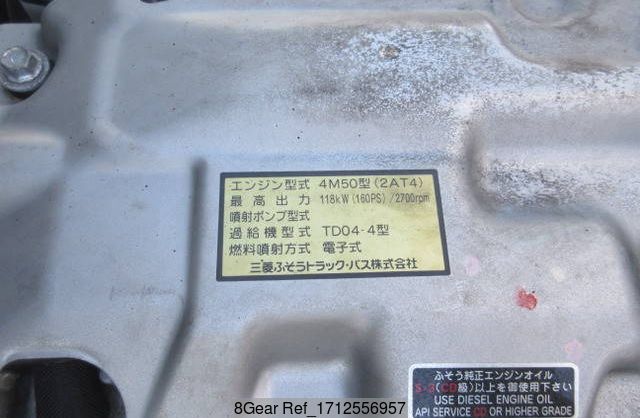 エンジン型式 4M50型(2AT4)
最高出力 118kW(160PS)/2700rpm
噴射ポンプ型式
過給機型式 TD04-4型
燃料噴射方式 電子式
三菱ふそうトラック・バス株式会社
ふそう純正エンジンオイル
S-3(CD級)以上を御使用下さい
USE DIESEL ENGINE OIL
API SERVICE CD OR HIGHER GRADE
8Gear Ref_1712556957